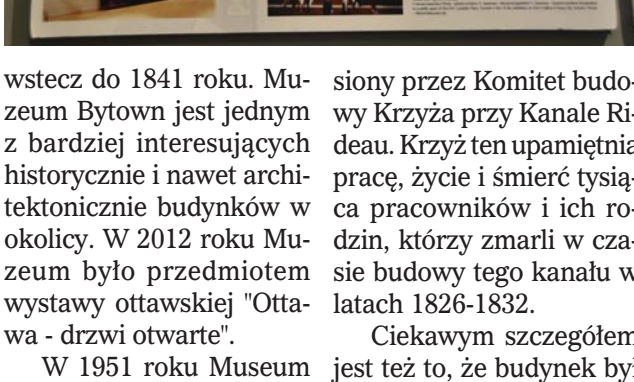 wstecz do 1841 roku. Mu-
zeum Bytown jest jednym
z bardziej interesujących
historycznie i nawet archi-
tektonicznie budynków w
okolicy. W 2012 roku Mu-
zeum było przedmiotem
wystawy ottawskiej "Otta-
wa - drzwi otwarte".
W 1951 roku Museum
siony przez Komitet budo-
wy Krzyża przy Kanale Ri-
deau. Krzyż ten upamiętnia
pracę, życie i śmierć tysią-
ca pracowników i ich ro-
dzin, którzy zmarli w cza-
sie budowy tego kanału w
latach 1826-1832.
Ciekawym szczegółem
jest też to, że budynek był